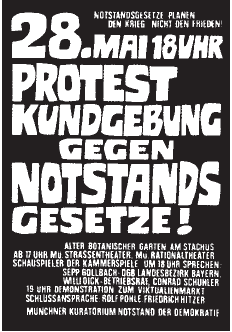 NOTSTANDSGESETZE PLANEN
DEN KRIEG NICHT DEN FRIEDEN!
28. MAI 18 UHR
PROTEST
KUNDGEBUNG
GEGEN
NOTSTANDS
GESETZE!
ALTER BOTANISCHER GARTEN AM STACHUS
AB 17 UHR MÜ. STRASSENTHEATER, MÜ. RATIONALTHEATER
SCHAUSPIELER DER KAMMERSPIELE UM 18 UHR SPRECHEN:
SEPP GOLLBACH-DGB LANDESBEZIRK BAYERN,
WILLI DICK-BETRIEBSRAT, CONRAD SCHUHLER
19 UHR DEMONSTRATION ZUM VIKTUALIENMARKT
SCHLUSSANSPRACHE: ROLF POHLE FRIEDRICH HITZER
MÜNCHNER KURATORIUM NOTSTAND DER DEMOKRATIE